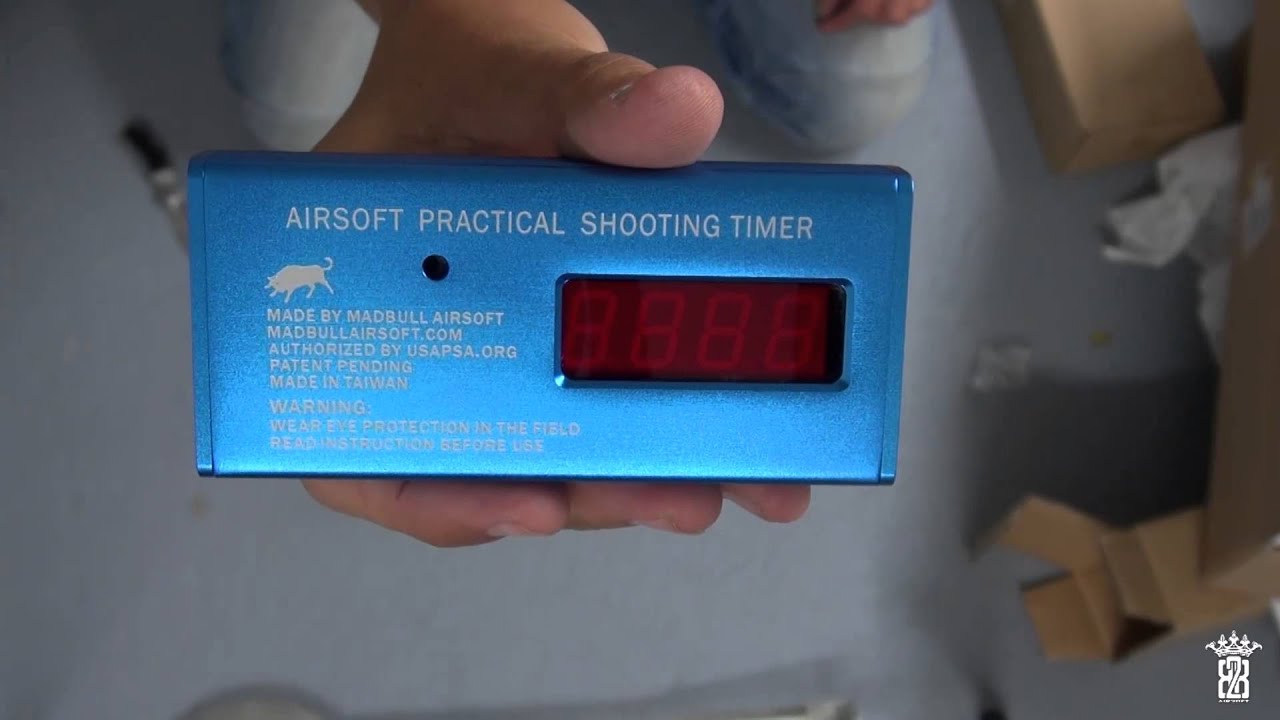 AIRSOFT PRACTICAL SHOOTING TIMER
MADE BY MADBULL AIRSOFT
MADBULLAIRSOFT.COM
AUTHORIZED BY USAPSA.ORG
PATENT PENDING
MADE IN TAIWAN
WARNING:
WEAR EYE PROTECTION IN THE FIELD
READ INSTRUCTION BEFORE USE
AIRSOFT